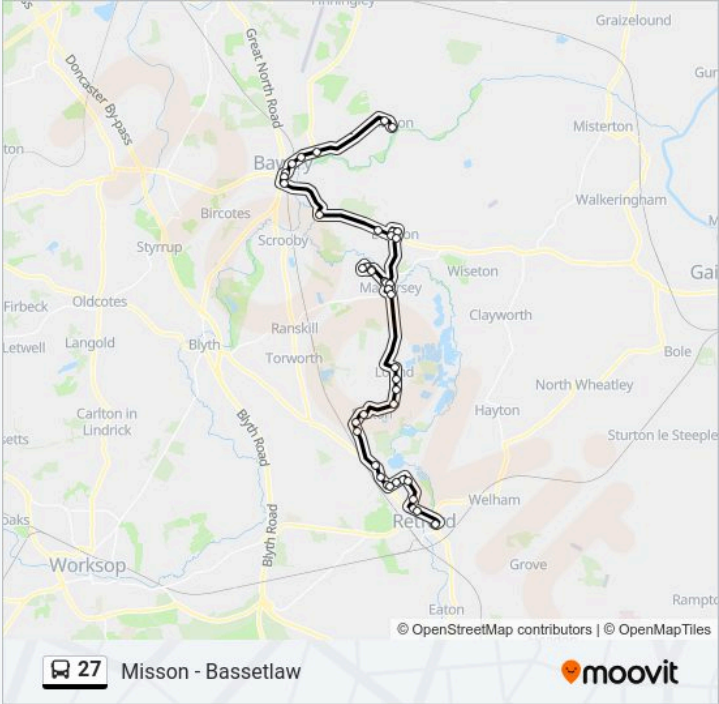 Graizelound
Great North Road
Doncaster By-pass
Misterton
Walkeringham
Bircotes
Styrrup
Scrooby
Wiseton
Firbeck
Oldcotes
Clayworth
Ranskill
Letwell
Langold
Blyth
Torworth
Bole
North Wheatley
Carlton in
Lindrick
Hayton
Blyth Road
Sturton le Steeple
Welham
Blyth Road
Worksop
Grove
Eaton
© OpenStreetMap contributors | © OpenMapTiles
27 Misson - Bassetlaw
moovit